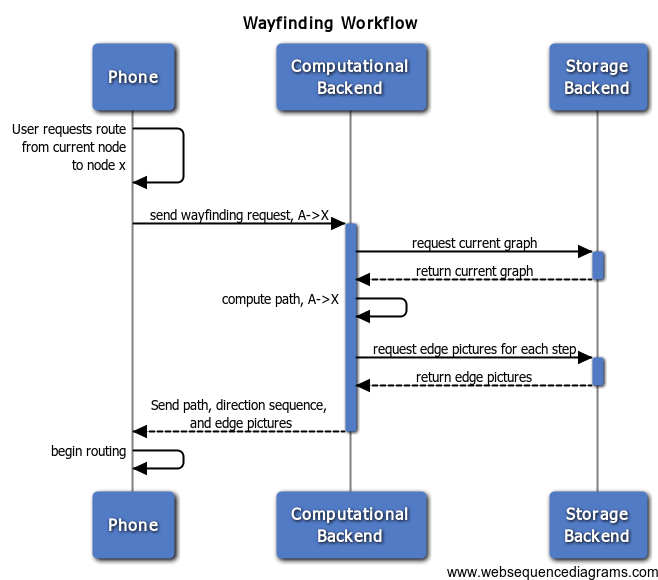 Wayfinding Workflow
Phone
Computational
Backend
Storage
Backend
User requests route
from current node
to node x
send wayfinding request, A->X
request current graph
return current graph
compute path, A->X
request edge pictures for each step
return edge pictures
Send path, direction sequence,
and edge pictures
begin routing
Phone
Computational
Backend
Storage
Backend
www.websequencediagrams.com